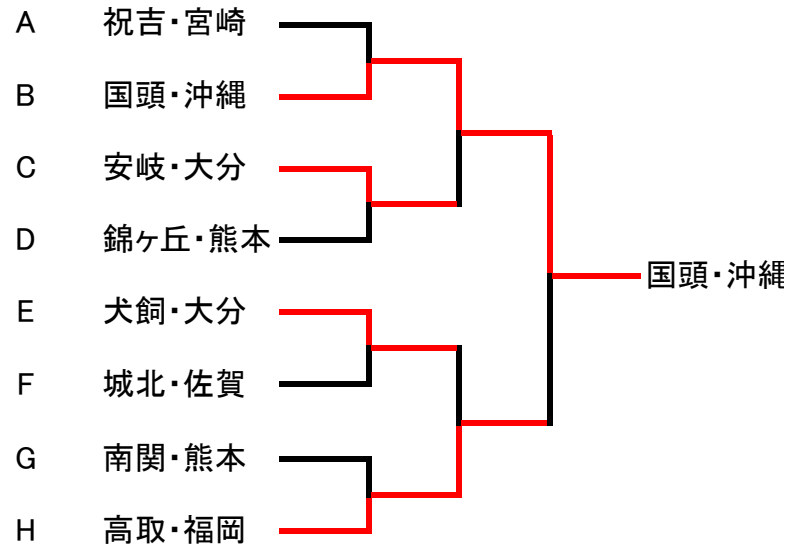 A 祝吉・宮崎
B 国頭・沖縄
C 安岐・大分
D 錦ヶ丘・熊本
国頭・沖縄
E 犬飼・大分
F 城北・佐賀
G 南関・熊本
H 高取・福岡